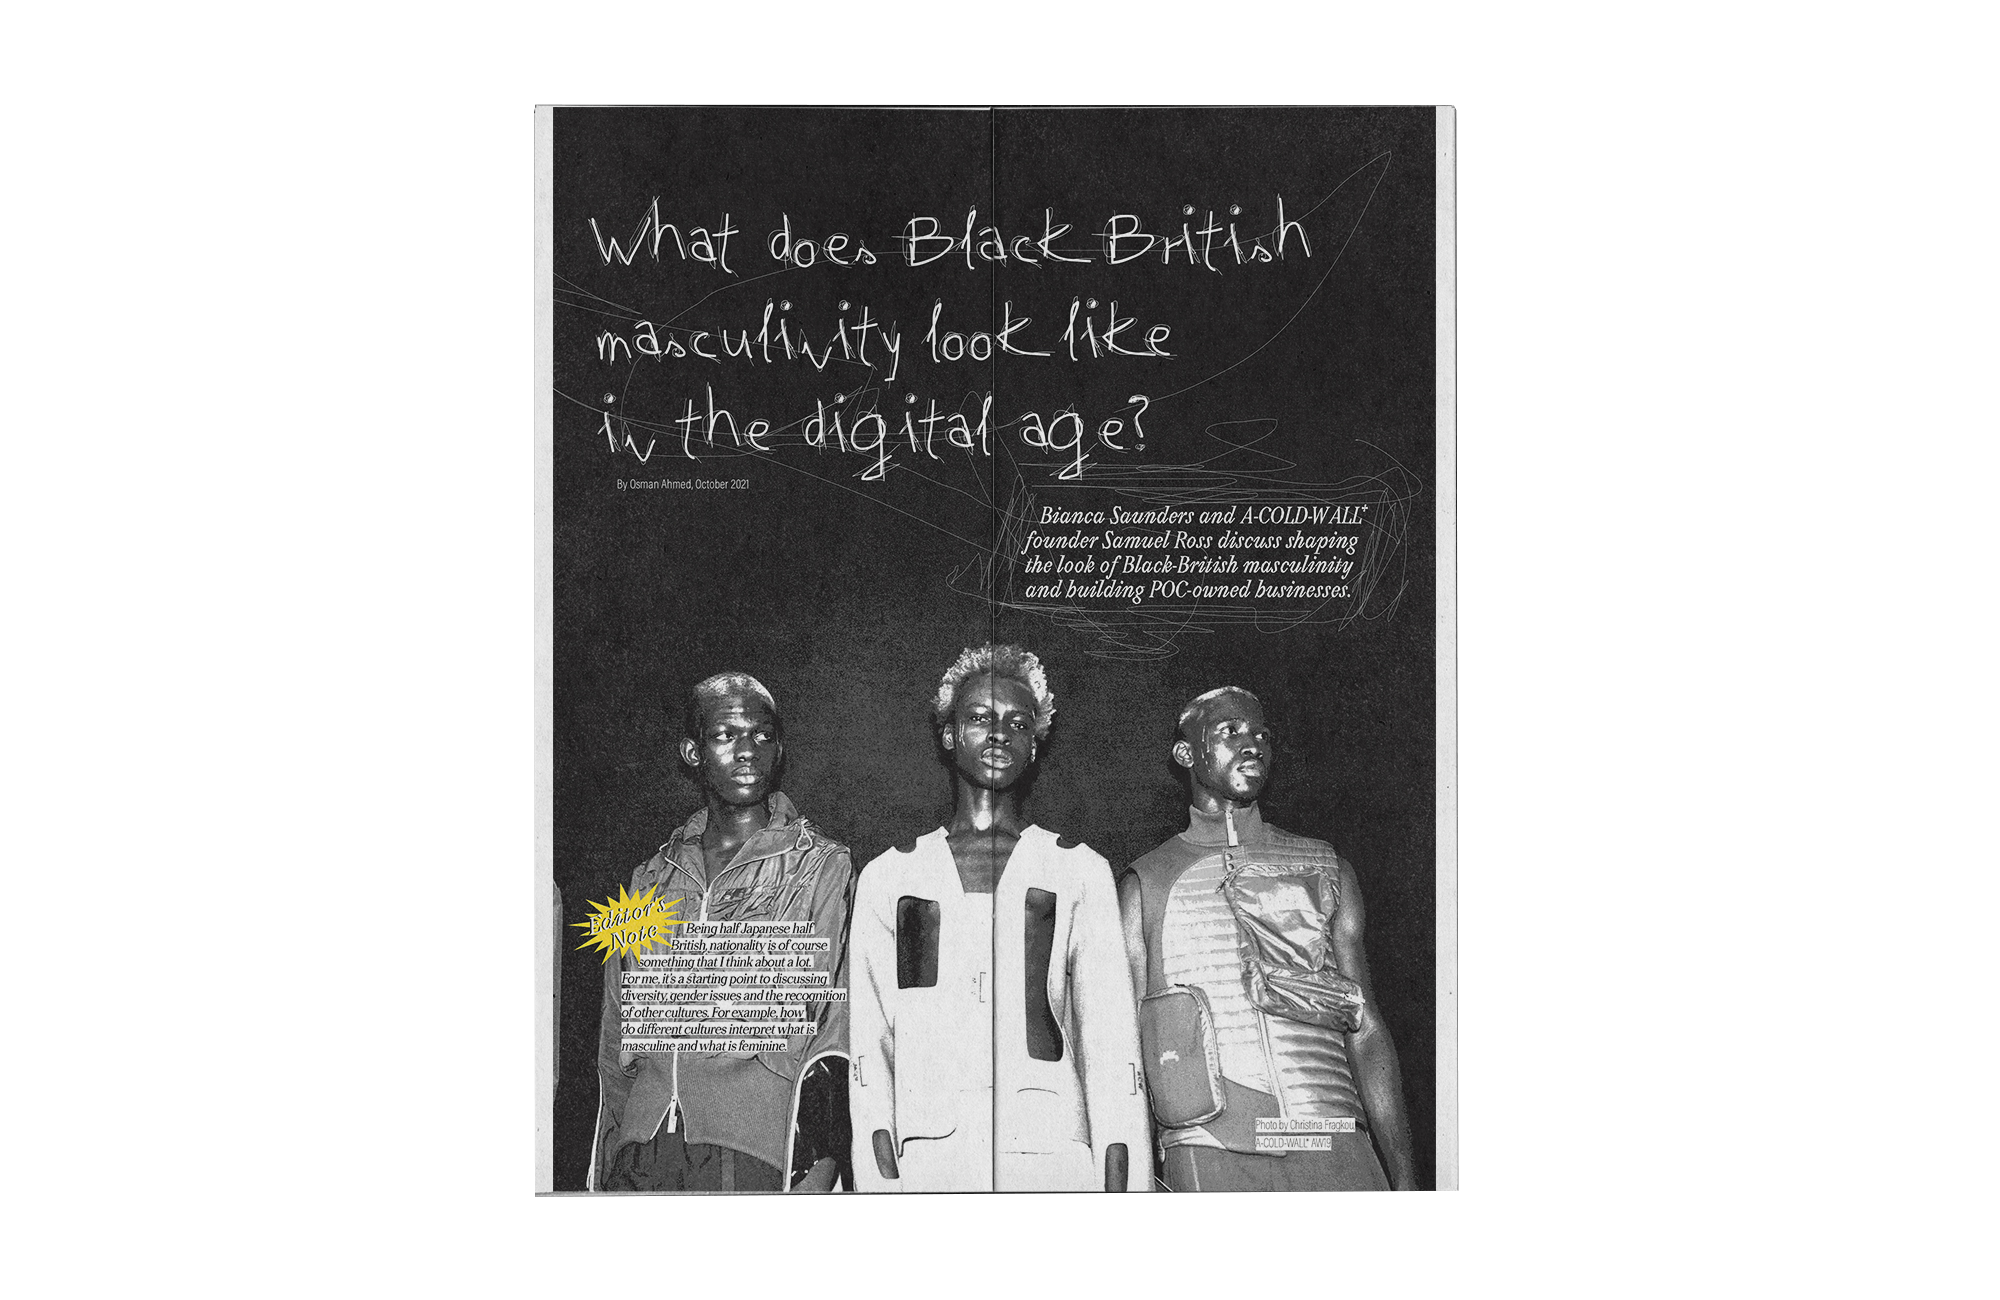 What does Black British
masculinity look like
in the digital age?
By Osman Ahmed, October 2021
Bianca Saunders and A-COLD-WALL*
founder Samuel Ross discuss shaping
the look of Black-British masculinity
and building POC-owned businesses.
Editor's
Note
Being half Japanese half
British, nationality is of course
something that I think about a lot.
For me, it's a starting point to discussing
diversity, gender issues and the recognition
of other cultures. For example, how
do different cultures interpret what is
masculine and what is feminine.
Photo by Christina Fragkou
A-COLD-WALL* AW19